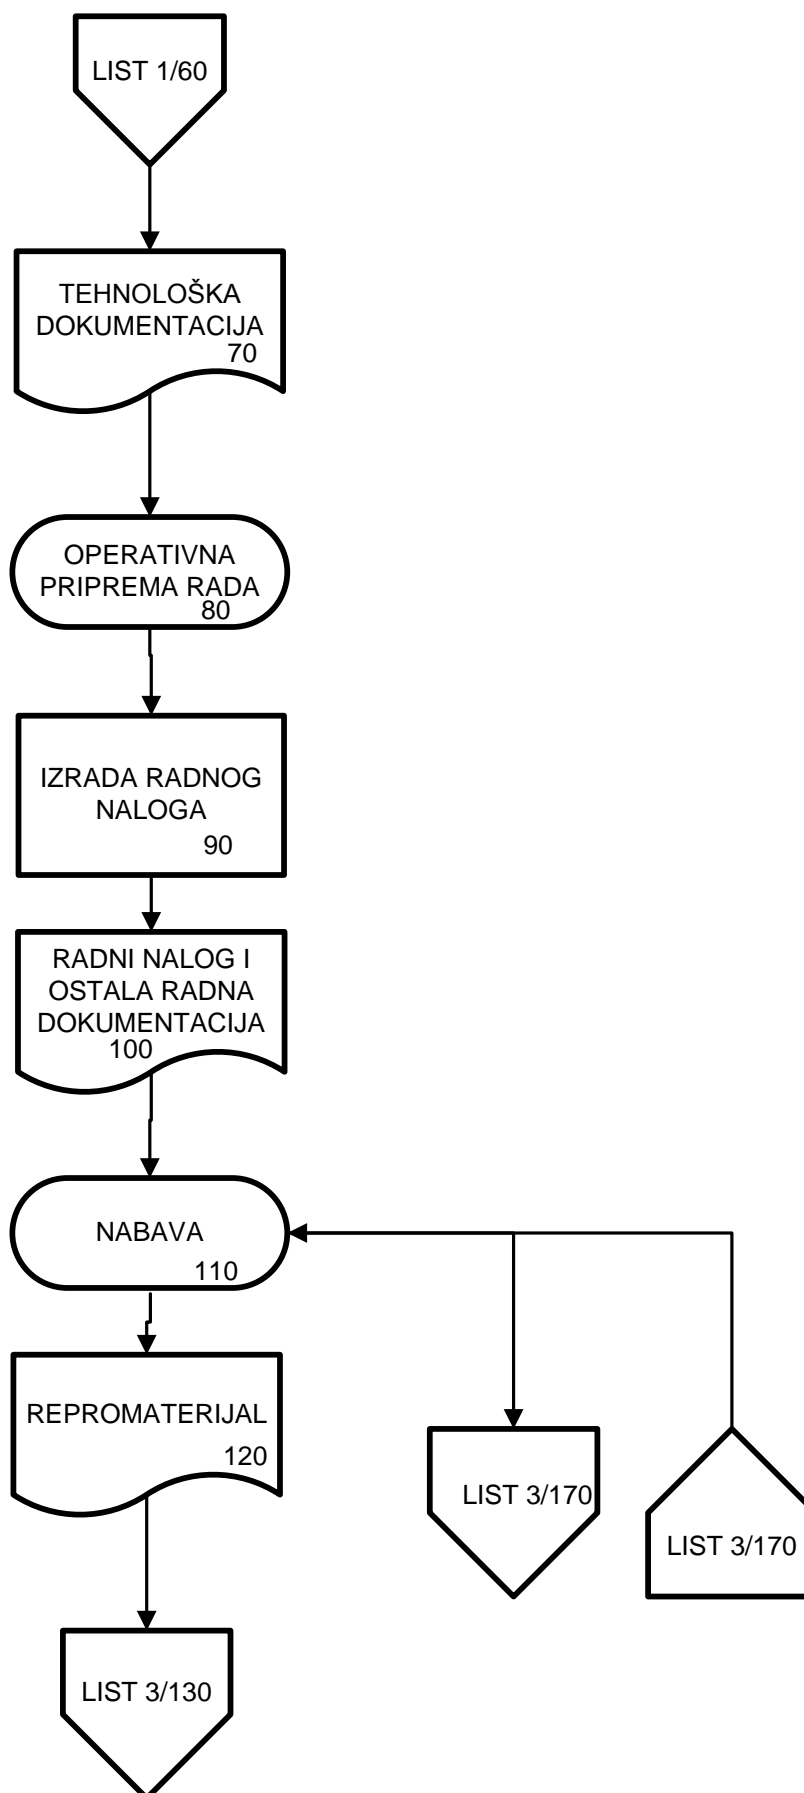 LIST 1/60
TEHNOLOŠKA
DOKUMENTACIJA
70
OPERATIVNA
PRIPREMA RADA
80
IZRADA RADNOG
NALOGA
90
RADNI NALOG I
OSTALA RADNA
DOKUMENTACIJA
100
NABAVA
110
REPROMATERIJAL
120
LIST 3/170
LIST 3/170
LIST 3/130